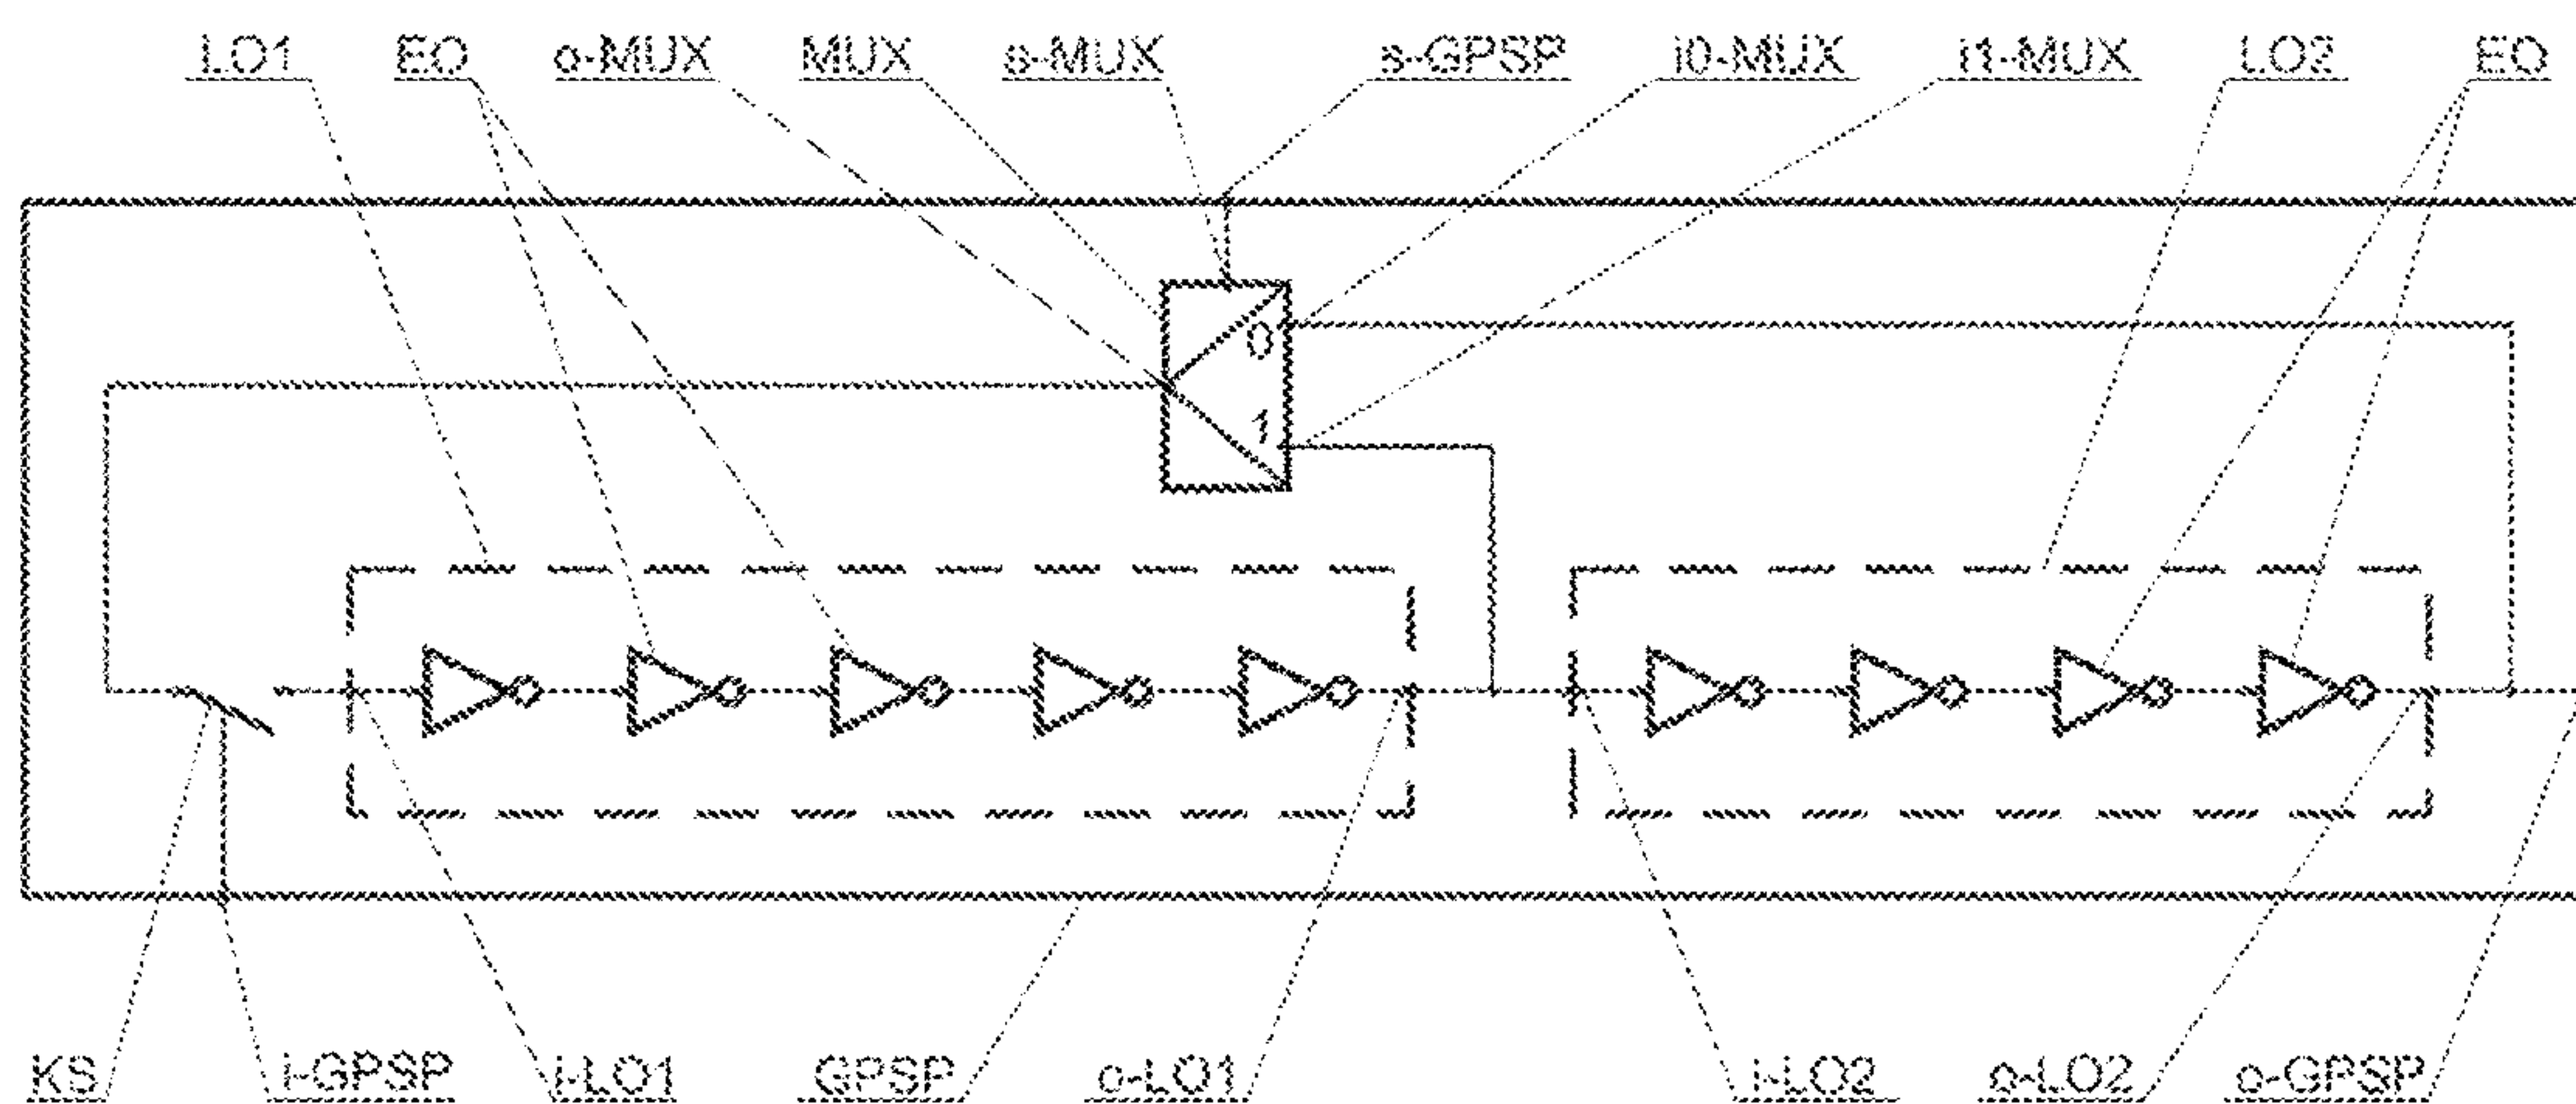 LO1 EO o-MUX MUX s-MUX s-GPSP i0-MUX i1-MUX LO2 EO
0
1
KS i-GPSP i-LO1 GPSP o-LO1 i-LO2 o-LO2 o-GPSP